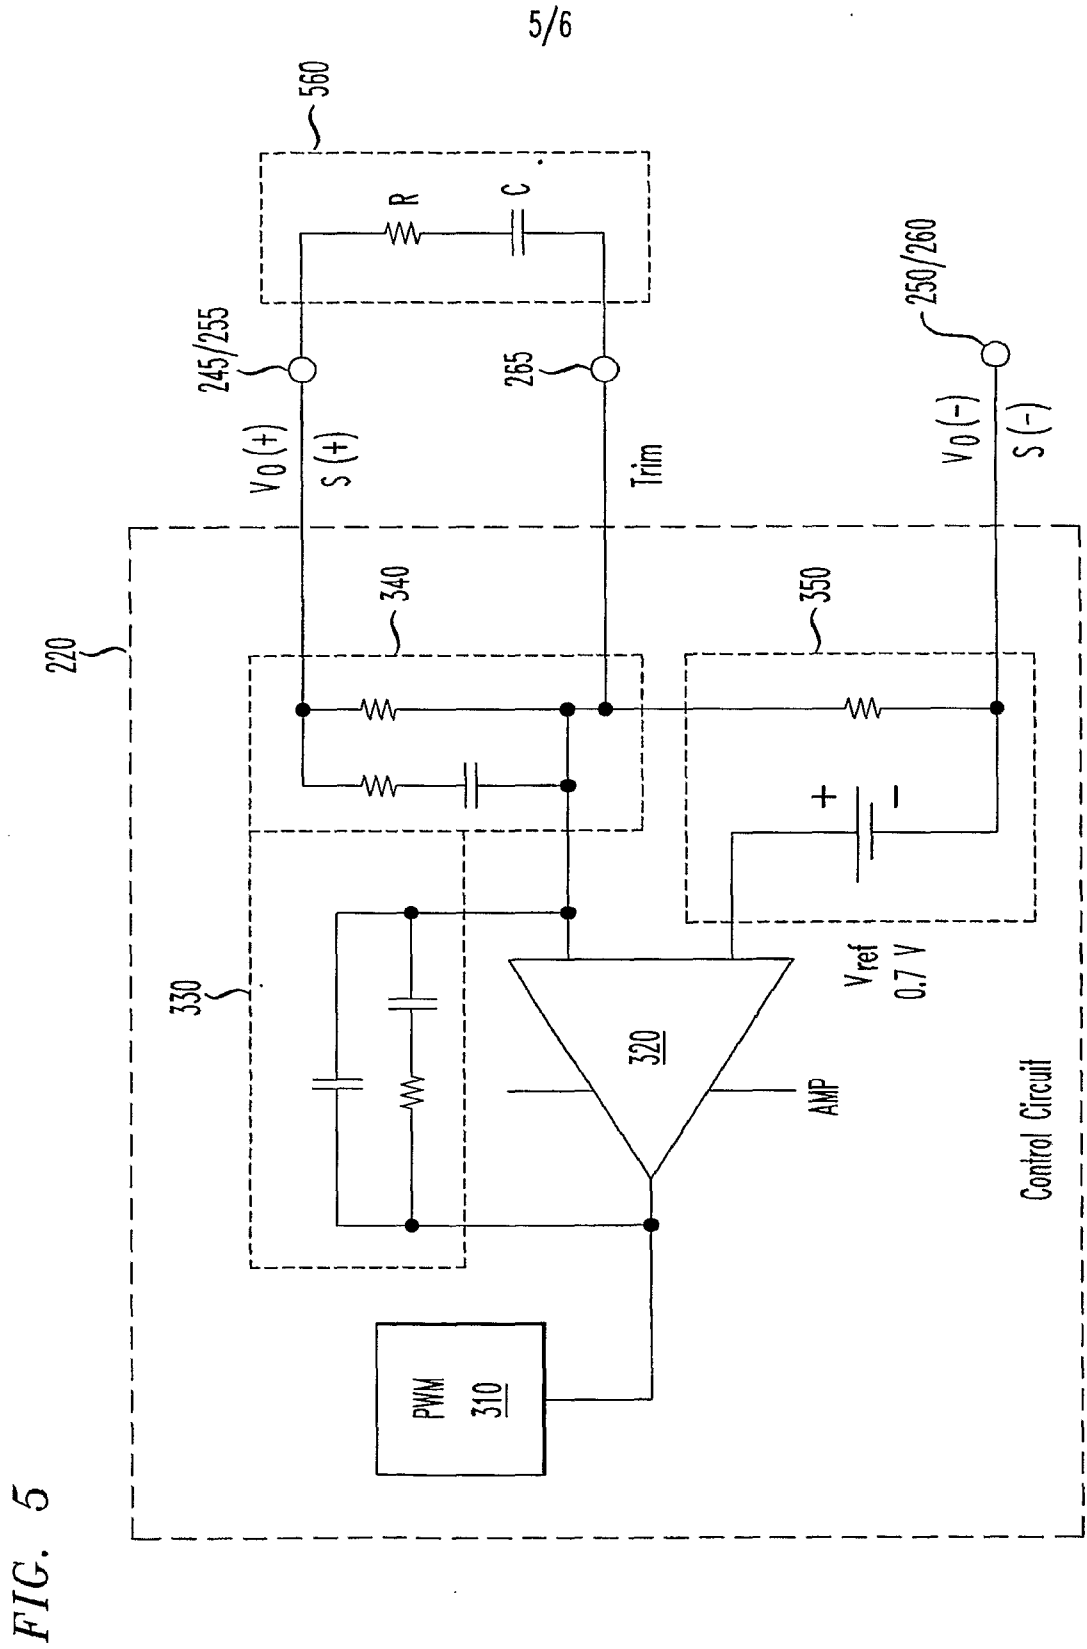 5/6
560
R
C
245/255
265
250/260
V0(+)
S(+)
Trim
V0(-)
S(-)
220
340
350
+
-
330
Vref
0.7 V
320
AMP
Control Circuit
PWM
310
FIG. 5